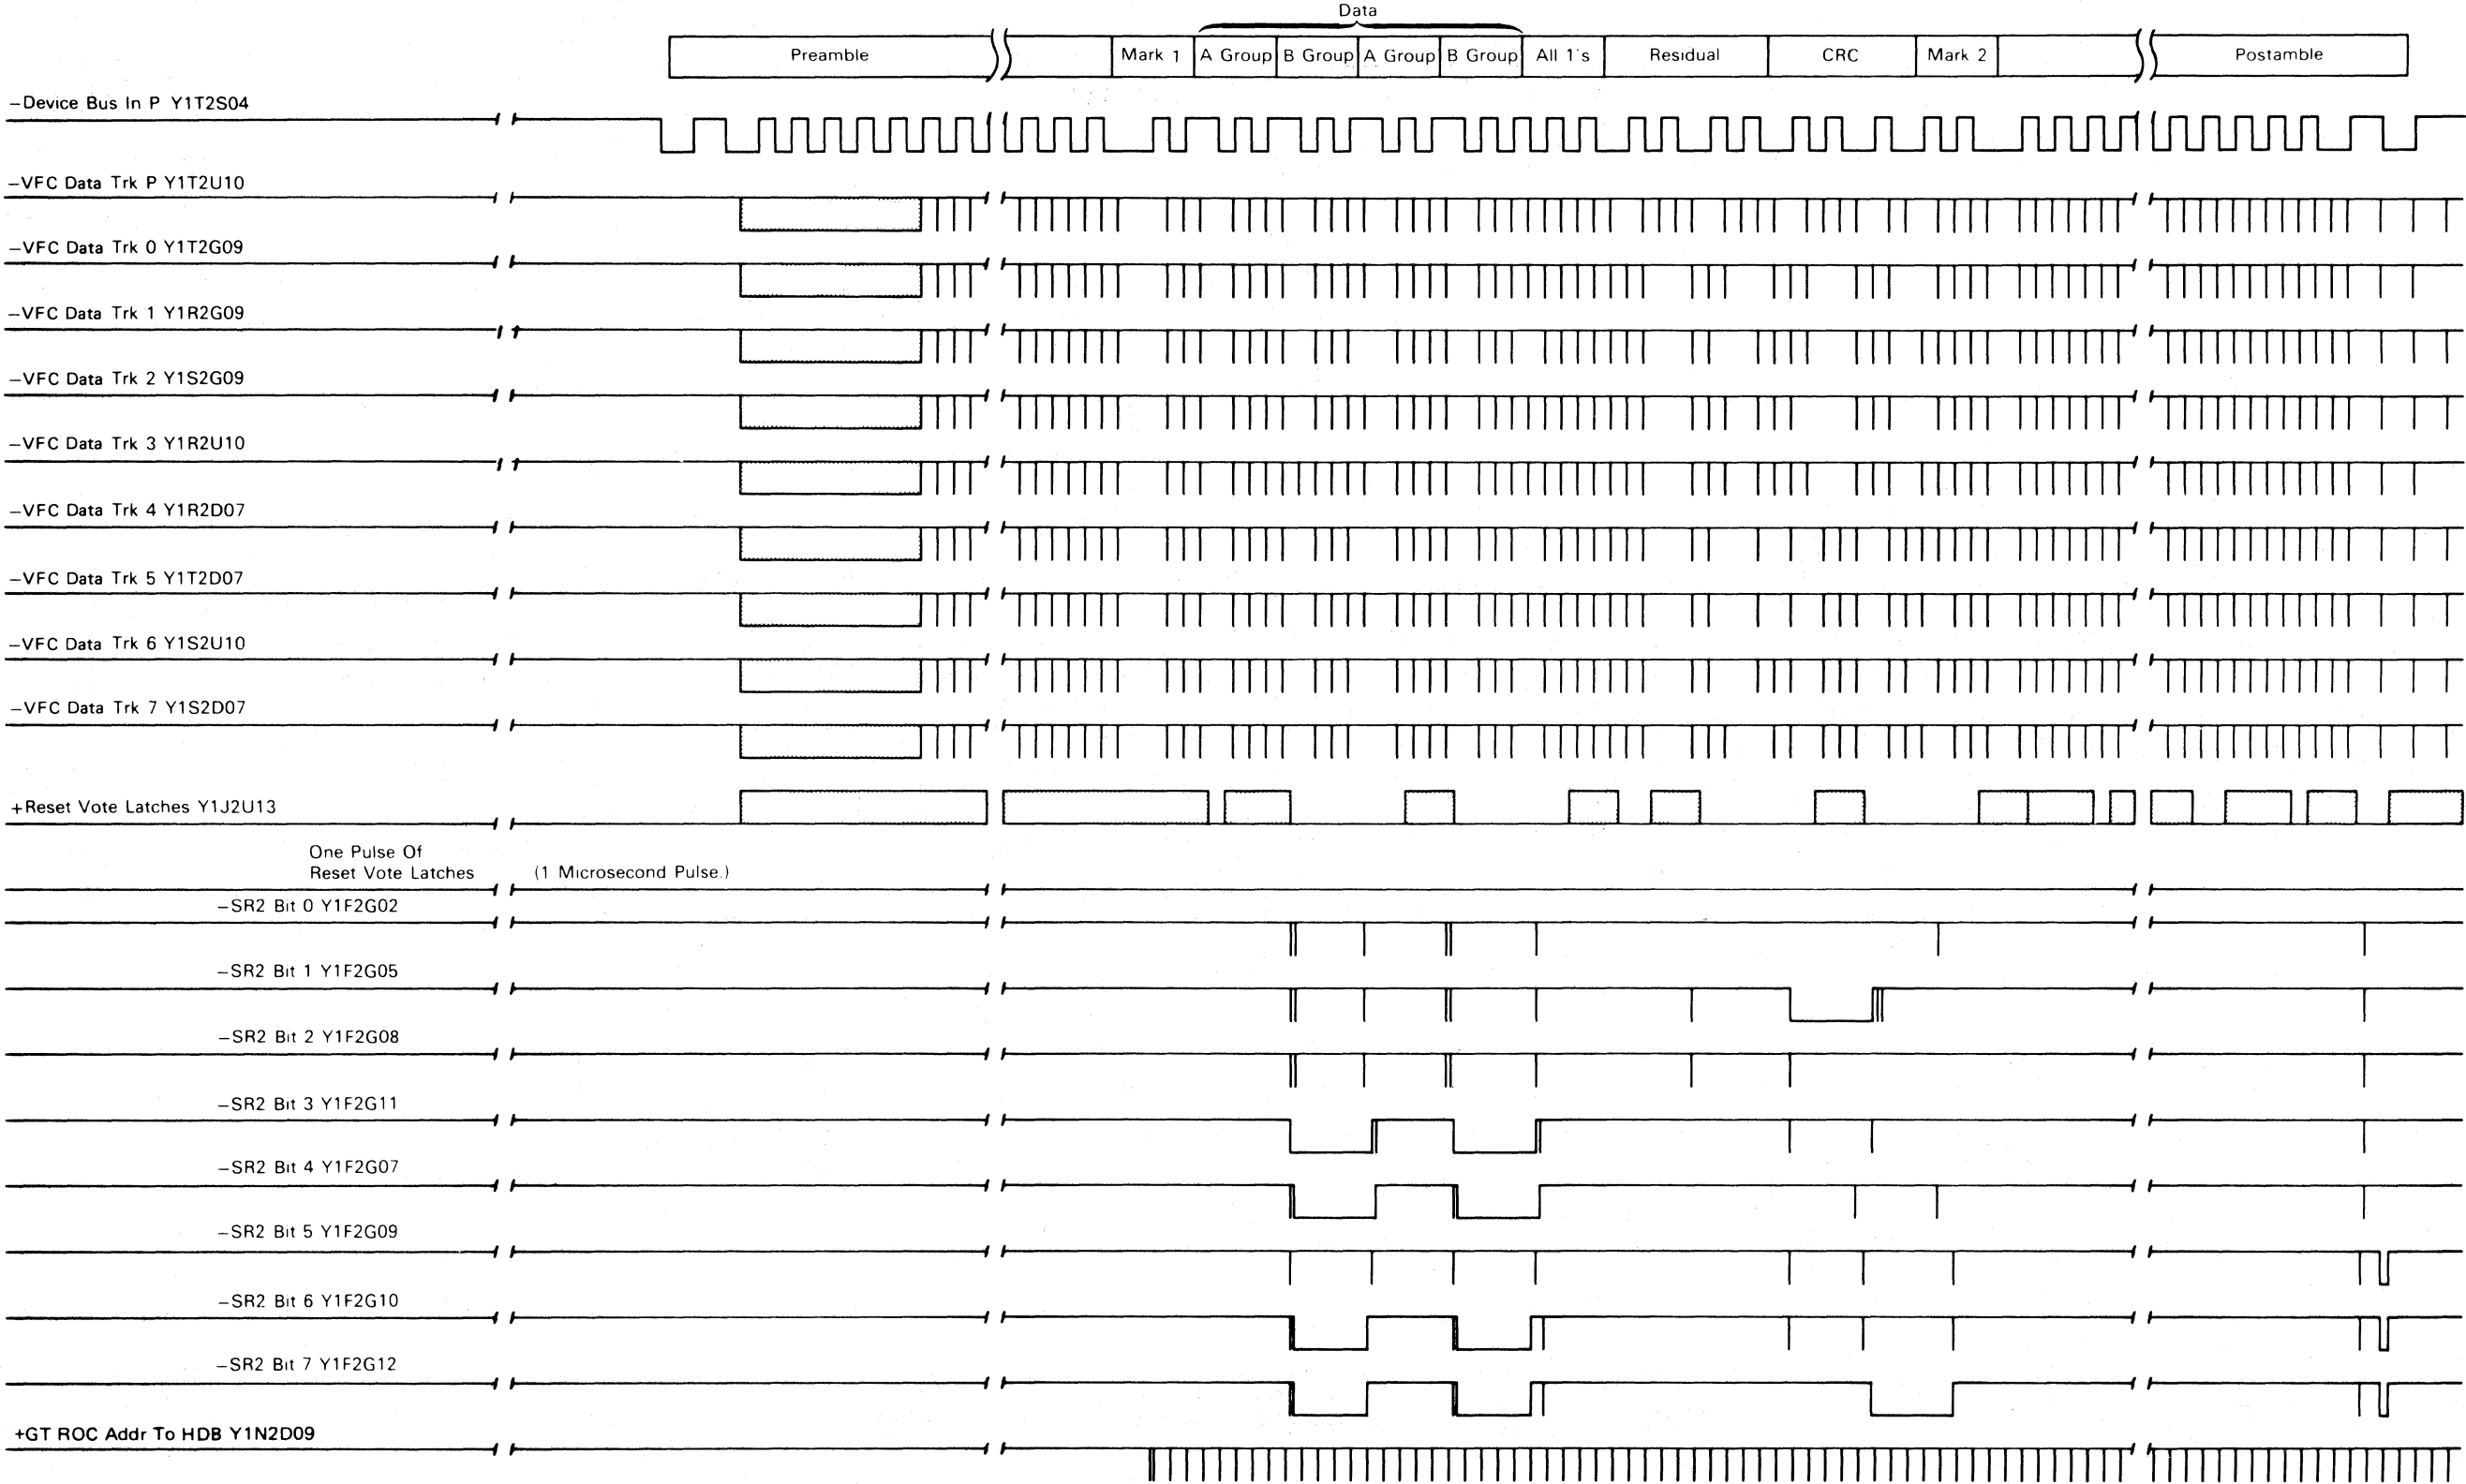 Data
Preamble Mark 1 A Group B Group A Group B Group All 1's Residual CRC Mark 2 Postamble
−Device Bus In P Y1T2S04
−VFC Data Trk P Y1T2U10
−VFC Data Trk 0 Y1T2G09
−VFC Data Trk 1 Y1R2G09
−VFC Data Trk 2 Y1S2G09
−VFC Data Trk 3 Y1R2U10
−VFC Data Trk 4 Y1R2D07
−VFC Data Trk 5 Y1T2D07
−VFC Data Trk 6 Y1S2U10
−VFC Data Trk 7 Y1S2D07
+Reset Vote Latches Y1J2U13
One Pulse Of
Reset Vote Latches (1 Microsecond Pulse.)
−SR2 Bit 0 Y1F2G02
−SR2 Bit 1 Y1F2G05
−SR2 Bit 2 Y1F2G08
−SR2 Bit 3 Y1F2G11
−SR2 Bit 4 Y1F2G07
−SR2 Bit 5 Y1F2G09
−SR2 Bit 6 Y1F2G10
−SR2 Bit 7 Y1F2G12
+GT ROC Addr To HDB Y1N2D09